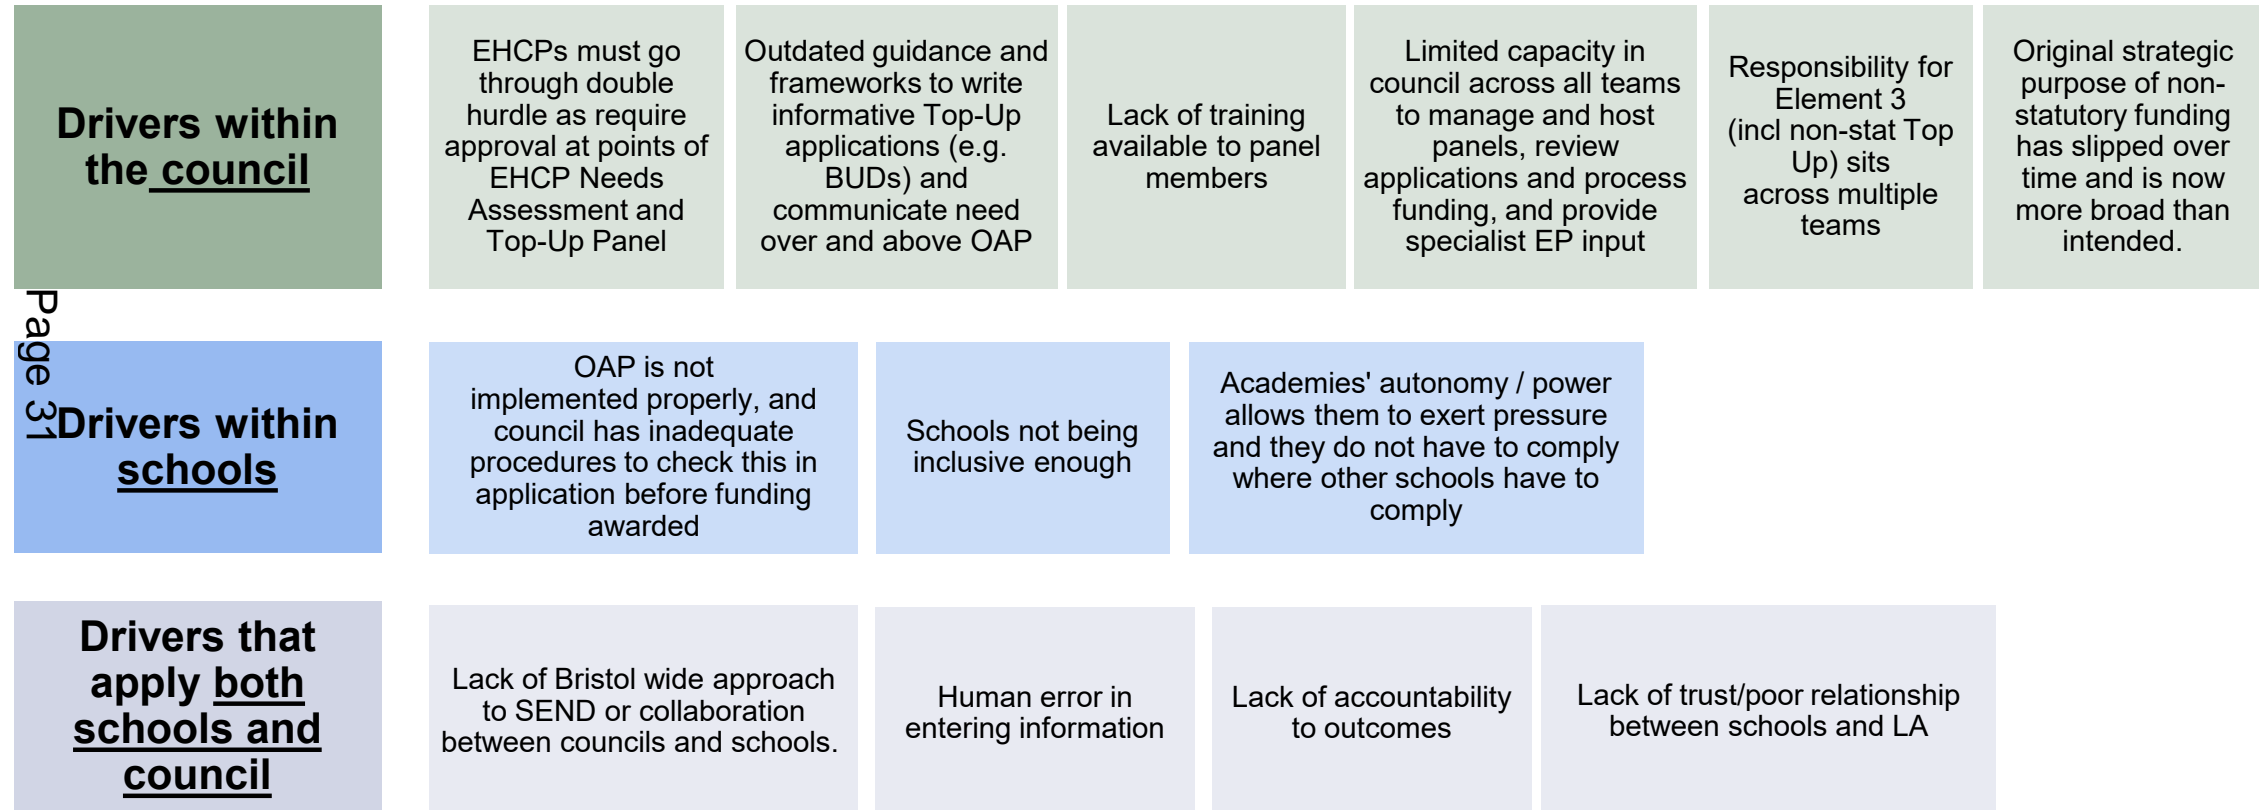 Drivers within
the council
EHCPs must go
through double
hurdle as require
approval at points of
EHCP Needs
Assessment and
Top-Up Panel
Outdated guidance and
frameworks to write
informative Top-Up
applications (e.g.
BUDs) and
communicate need
over and above OAP
Lack of training
available to panel
members
Limited capacity in
council across all teams
to manage and host
panels, review
applications and process
funding, and provide
specialist EP input
Responsibility for
Element 3
(incl non-stat Top
Up) sits
across multiple
teams
Original strategic
purpose of non-
statutory funding
has slipped over
time and is now
more broad than
intended.
Page 31
Drivers within
schools
OAP is not
implemented properly, and
council has inadequate
procedures to check this in
application before funding
awarded
Schools not being
inclusive enough
Academies' autonomy / power
allows them to exert pressure
and they do not have to comply
where other schools have to
comply
Drivers that
apply both
schools and
council
Lack of Bristol wide approach
to SEND or collaboration
between councils and schools.
Human error in
entering information
Lack of accountability
to outcomes
Lack of trust/poor relationship
between schools and LA